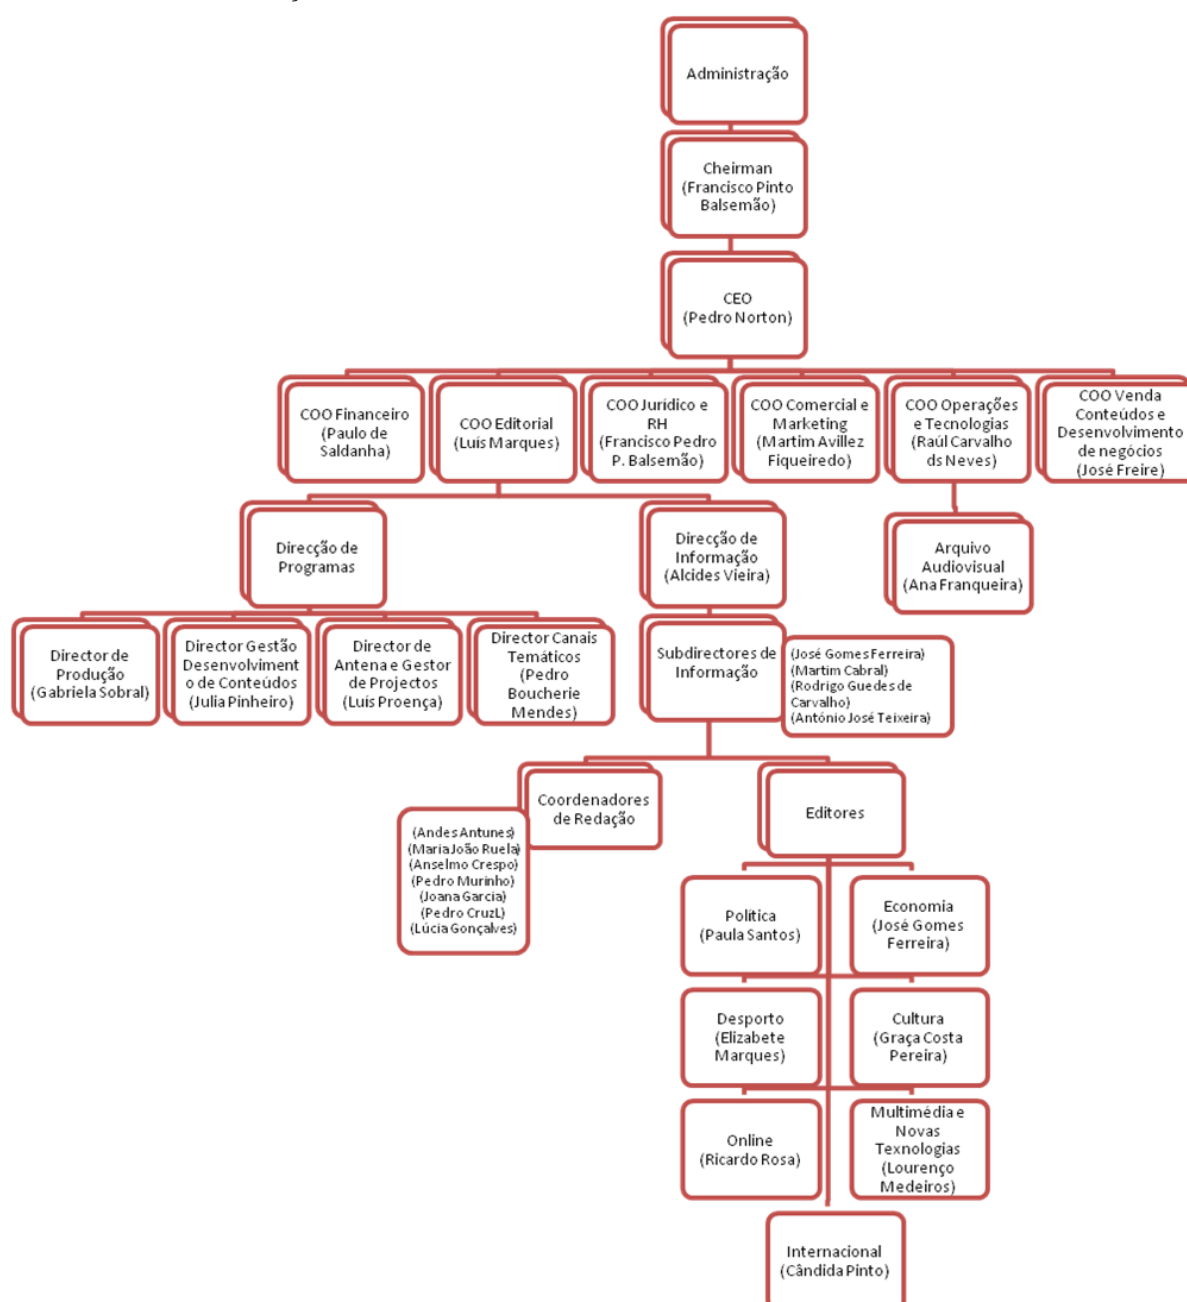 Administração
Cheirman
(Francisco Pinto
Balsemão)
CEO
(Pedro Norton)
COO Financeiro
(Paulo de
Saldanha)
COO Editorial
(Luís Marques)
COO Jurídico e
RH
(Francisco Pedro
P. Balsemão)
COO Comercial e
Marketing
(Martim Avillez
Fiqueiredo)
COO Operações
e Tecnologias
(Raúl Carvalho
ds Neves)
COO Venda
Conteúdos e
Desenvolvimento
de negócios
(José Freire)
Direcção de
Programas
Direcção de
Informação
(Alcides Vieira)
Arquivo
Audiovisual
(Ana Franqueira)
Director de
Produção
(Gabriela Sobral)
Director Gestão
Desenvolviment
o de Conteúdos
(Julia Pinheiro)
Director de
Antena e Gestor
de Projectos
(Luís Proença)
Director Canais
Temáticos
(Pedro
Boucherie
Mendes)
Subdirectores de
Informação
(José Gomes Ferreira)
(Martim Cabral)
(Rodrigo Guedes de
Carvalho)
(António José Teixeira)
Coordenadores
de Redação
(Andes Antunes)
(Maria João Ruela)
(Anselmo Crespo)
(Pedro Murinho)
(Joana Garcia)
(Pedro CruzL)
(Lúcia Gonçalves)
Editores
Política
(Paula Santos)
Economia
(José Gomes
Ferreira)
Desporto
(Elizabete
Marques)
Cultura
(Graça Costa
Pereira)
Online
(Ricardo Rosa)
Multimédia e
Novas
Texnologias
(Lourenço
Medeiros)
Internacional
(Cândida Pinto)